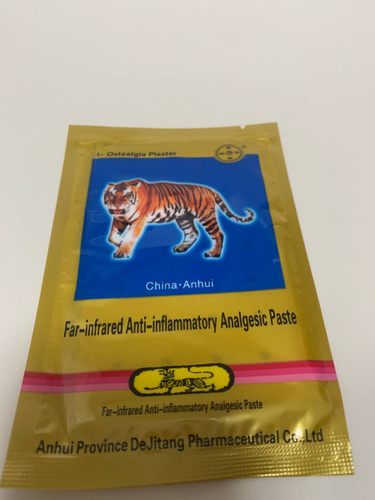 i- Ostealgia Plaster
China·Anhui
Far-infrared Anti-inflammatory Analgesic Paste
Far-infrared Anti-inflammatory Analgesic Paste
Anhui Province DeJitang Pharmaceutical Co.,Ltd